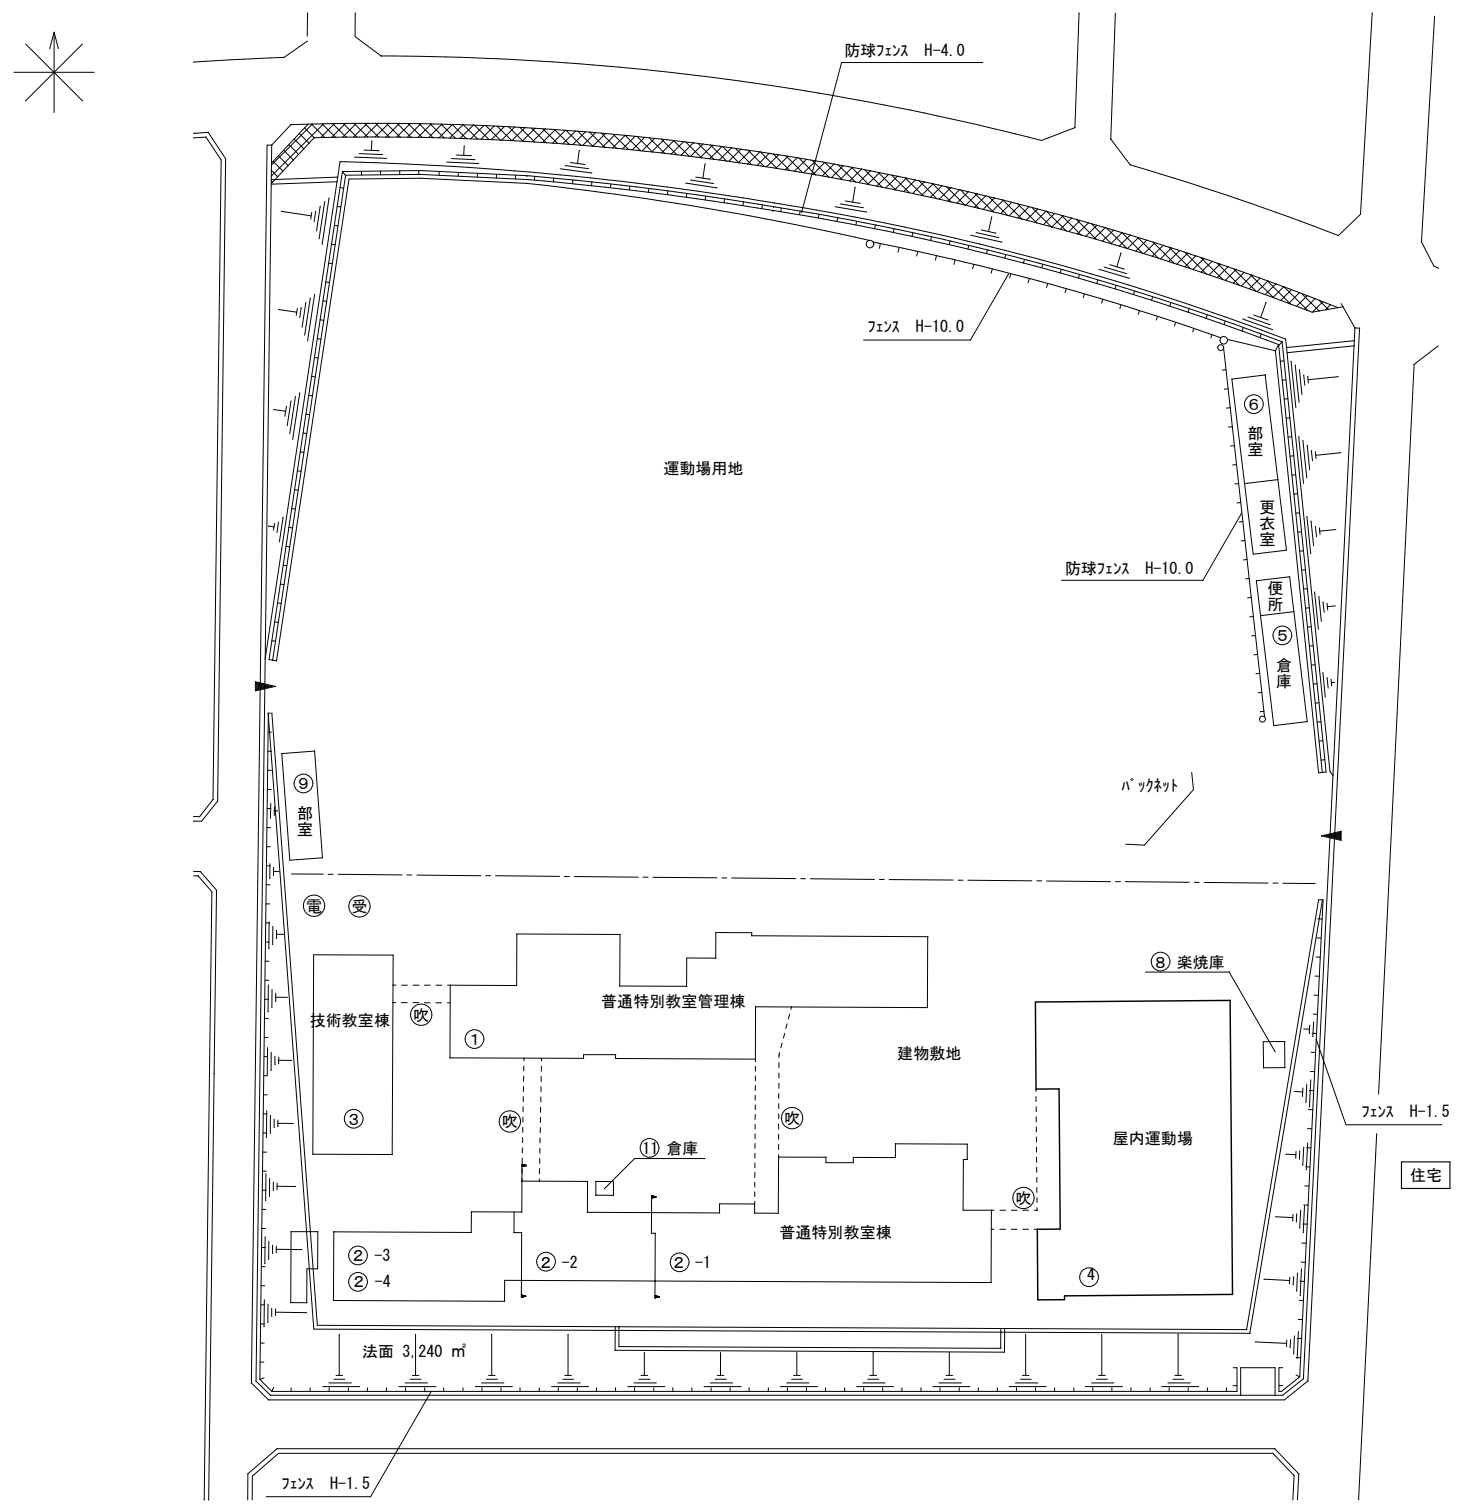 防球ﾌｪﾝｽ H-4.0
ﾌｪﾝｽ H-10.0
⑥
部室
運動場用地
更衣室
防球ﾌｪﾝｽ H-10.0
便所
⑤
倉庫
⑨
部室
ﾊﾞｯｸﾈｯﾄ
電 受
⑧ 楽焼庫
普通特別教室管理棟
技術教室棟
吹
①
建物敷地
③
吹
吹
屋内運動場
ﾌｪﾝｽ H-1.5
⑪ 倉庫
住宅
吹
普通特別教室棟
②-3
②-2
②-1
②-4
④
法面 3,240 ㎡
ﾌｪﾝｽ H-1.5